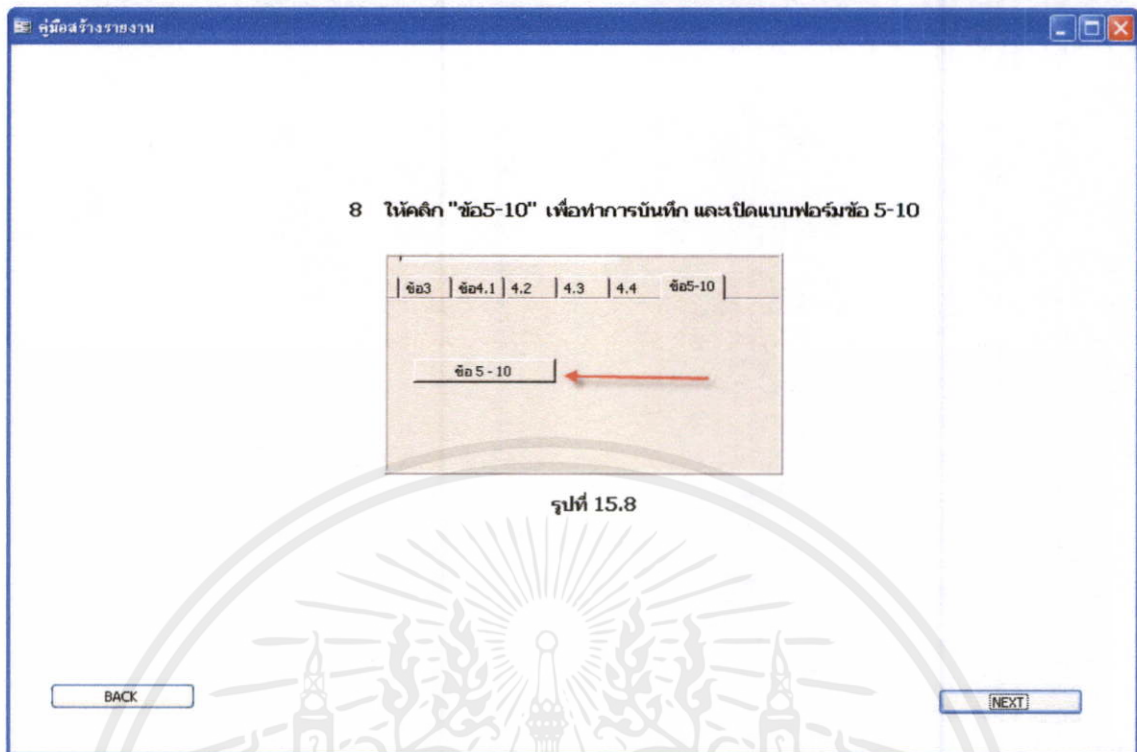 คู่มือสร้างรายงาน
8 ให้คลิก "ข้อ5-10" เพื่อทำการบันทึก และเปิดแบบฟอร์มข้อ 5-10
ข้อ3 ข้อ4.1 4.2 4.3 4.4 ข้อ5-10
ข้อ 5 - 10
รูปที่ 15.8
BACK NEXT